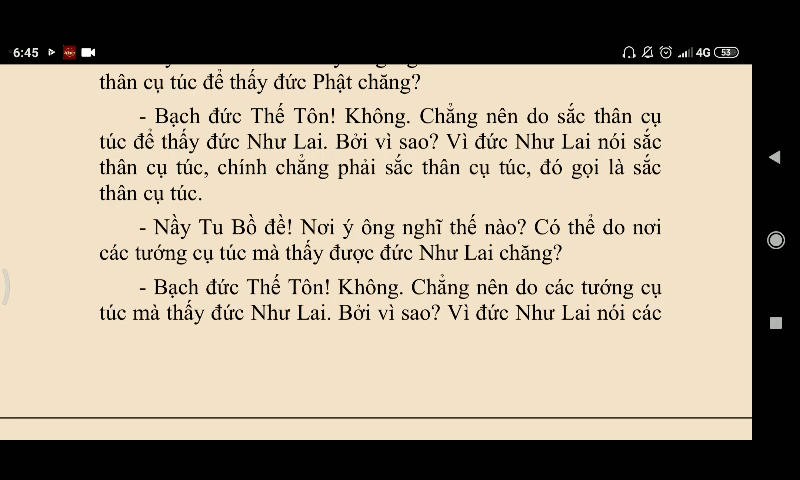 6:45
4G 53
thân cụ túc để thấy đức Phật chăng?
- Bạch đức Thế Tôn! Không. Chẳng nên do sắc thân cụ
túc để thấy đức Như Lai. Bởi vì sao? Vì đức Như Lai nói sắc
thân cụ túc, chính chẳng phải sắc thân cụ túc, đó gọi là sắc
thân cụ túc.
- Nầy Tu Bồ đề! Nơi ý ông nghĩ thế nào? Có thể do nơi
các tướng cụ túc mà thấy được đức Như Lai chăng?
- Bạch đức Thế Tôn! Không. Chẳng nên do các tướng cụ
túc mà thấy đức Như Lai. Bởi vì sao? Vì đức Như Lai nói các